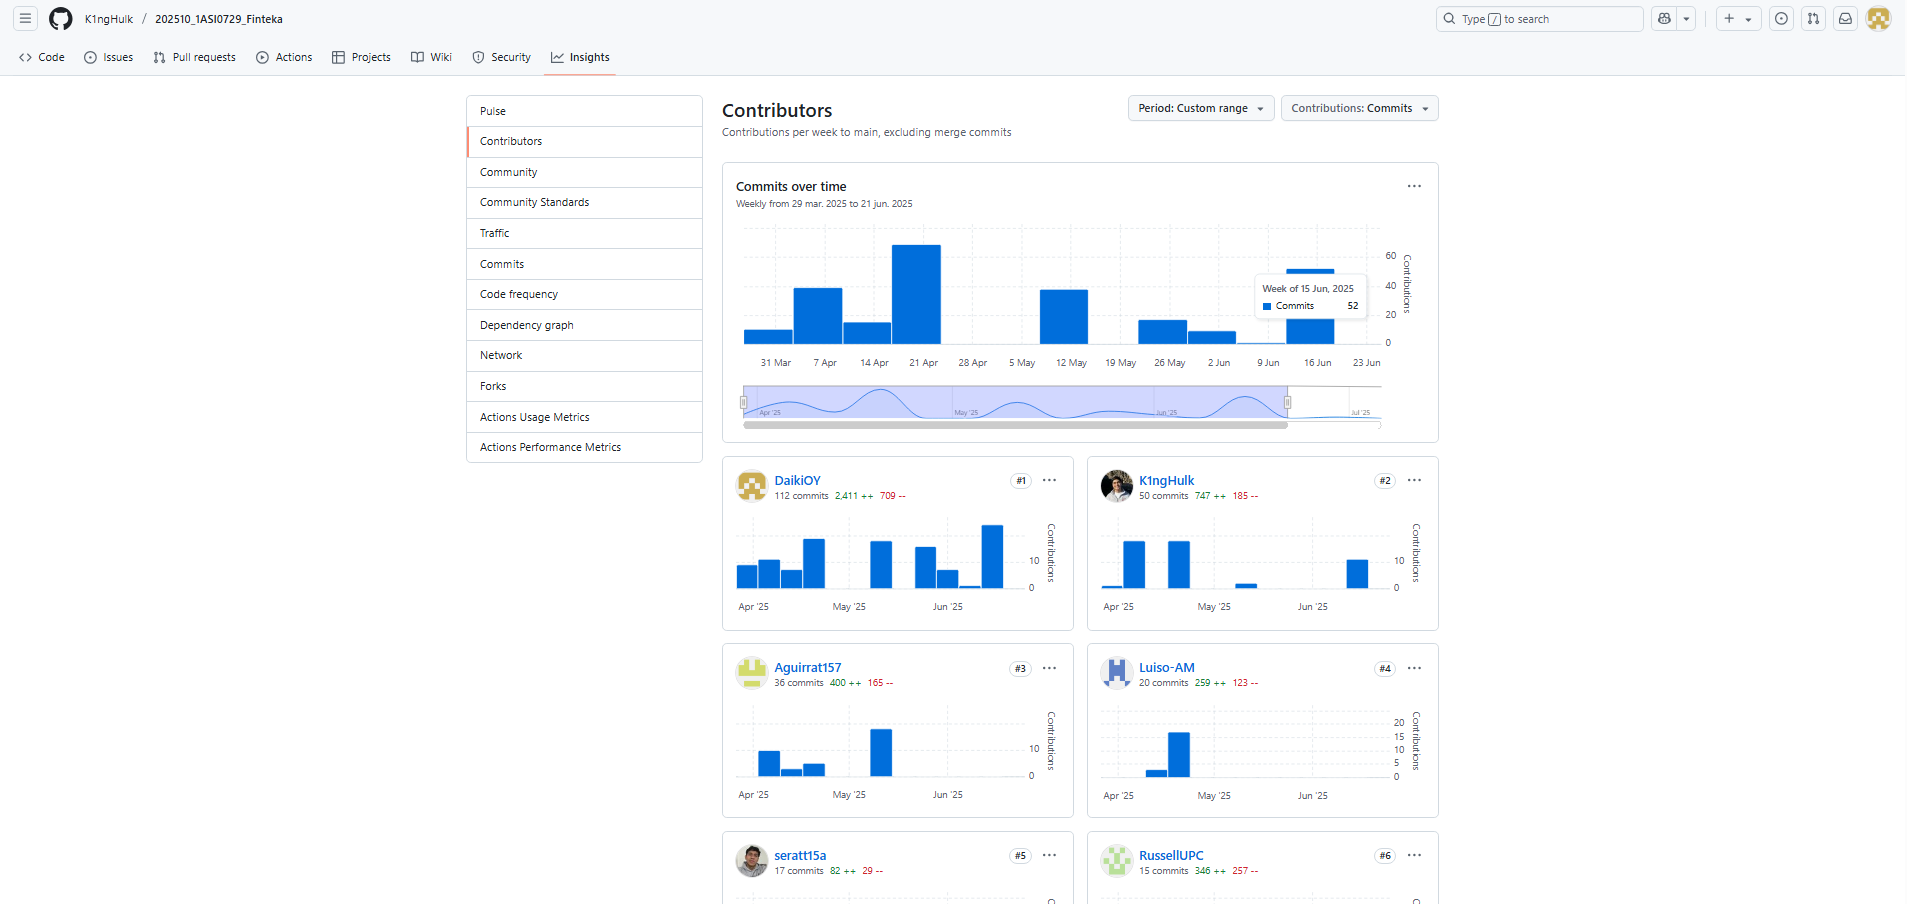 K1ngHulk / 202510_1ASI0729_Finteka
Type / to search
Code Issues Pull requests Actions Projects Wiki Security Insights
Pulse
Contributors
Community
Community Standards
Traffic
Commits
Code frequency
Dependency graph
Network
Forks
Actions Usage Metrics
Actions Performance Metrics
Contributors
Period: Custom range
Contributions: Commits
Contributions per week to main, excluding merge commits
Commits over time
Weekly from 29 mar. 2025 to 21 jun. 2025
60
40
20
0
Contributions
Week of 15 Jun, 2025
Commits 52
31 Mar 7 Apr 14 Apr 21 Apr 28 Apr 5 May 12 May 19 May 26 May 2 Jun 9 Jun 16 Jun 23 Jun
Apr '25 May '25 Jun '25 Jul '25
DaikiOY #1
112 commits 2,411 ++ 709 --
10
0
Contributions
Apr '25 May '25 Jun '25
K1ngHulk #2
50 commits 747 ++ 185 --
10
0
Contributions
Apr '25 May '25 Jun '25
Aguirrat157 #3
36 commits 400 ++ 165 --
10
0
Contributions
Apr '25 May '25 Jun '25
Luiso-AM #4
20 commits 259 ++ 123 --
20
15
10
5
0
Contributions
Apr '25 May '25 Jun '25
seratt15a #5
17 commits 82 ++ 29 --
RussellUPC #6
15 commits 346 ++ 257 --